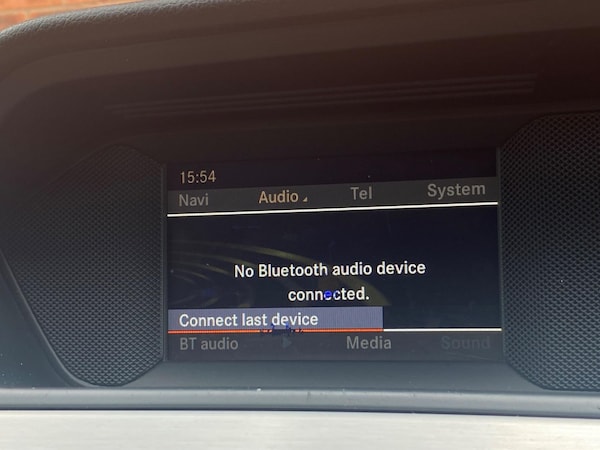 15:54
Navi Audio Tel System
No Bluetooth audio device
connected.
Connect last device
BT audio Media Sound